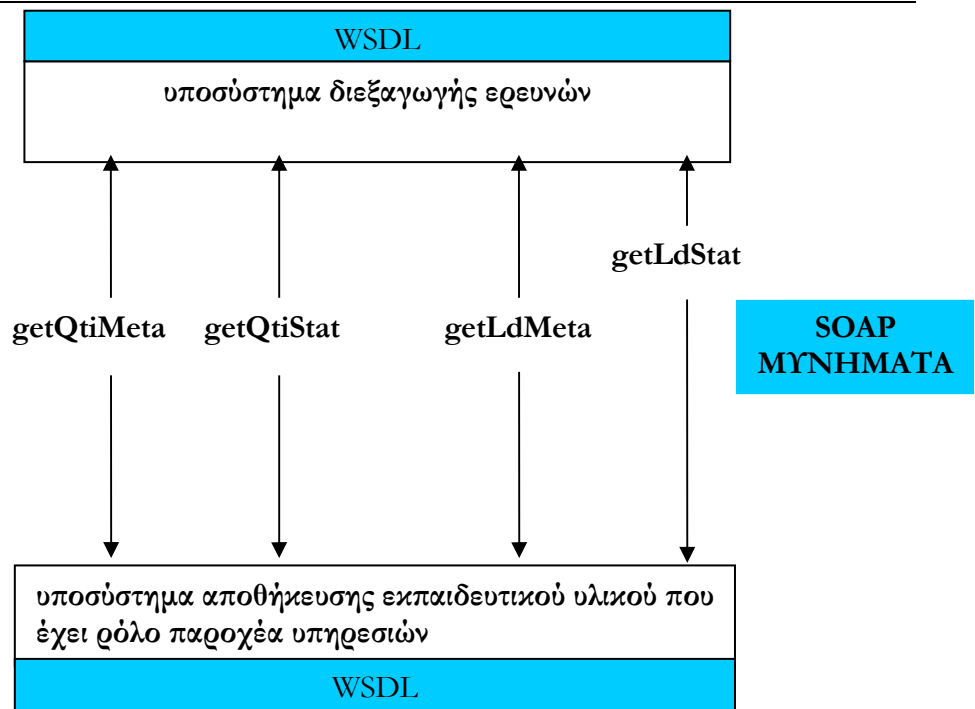 WSDL
υποσύστημα διεξαγωγής ερευνών
getLdStat
getQtiMeta getQtiStat getLdMeta
SOAP
ΜΥΝΗΜΑΤΑ
υποσύστημα αποθήκευσης εκπαιδευτικού υλικού που
έχει ρόλο παροχέα υπηρεσιών
WSDL